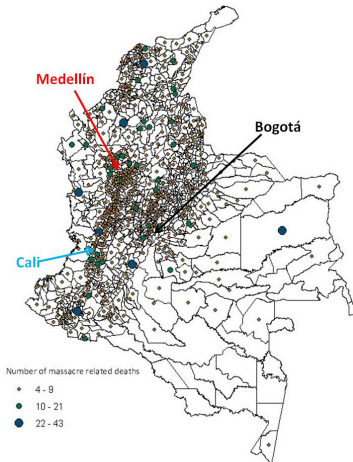 Medellín
Bogotá
Cali
Number of massacre related deaths
4 - 9
10 - 21
22 - 43